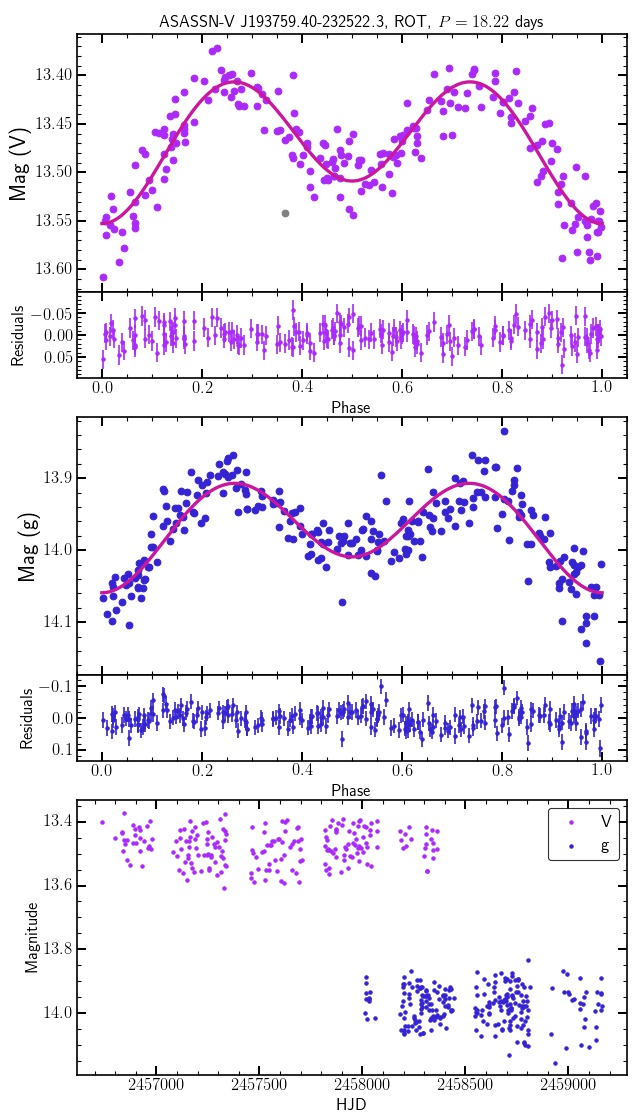 ASASSN-V J193759.40-232522.3, ROT, P = 18.22 days
13.40
13.45
13.50
13.55
13.60
Mag (V)
−0.05
0.00
0.05
Residuals
0.0 0.2 0.4 0.6 0.8 1.0
Phase
13.9
14.0
14.1
Mag (g)
−0.1
0.0
0.1
Residuals
0.0 0.2 0.4 0.6 0.8 1.0
Phase
V
g
13.4
13.6
13.8
14.0
Magnitude
2457000 2457500 2458000 2458500 2459000
HJD